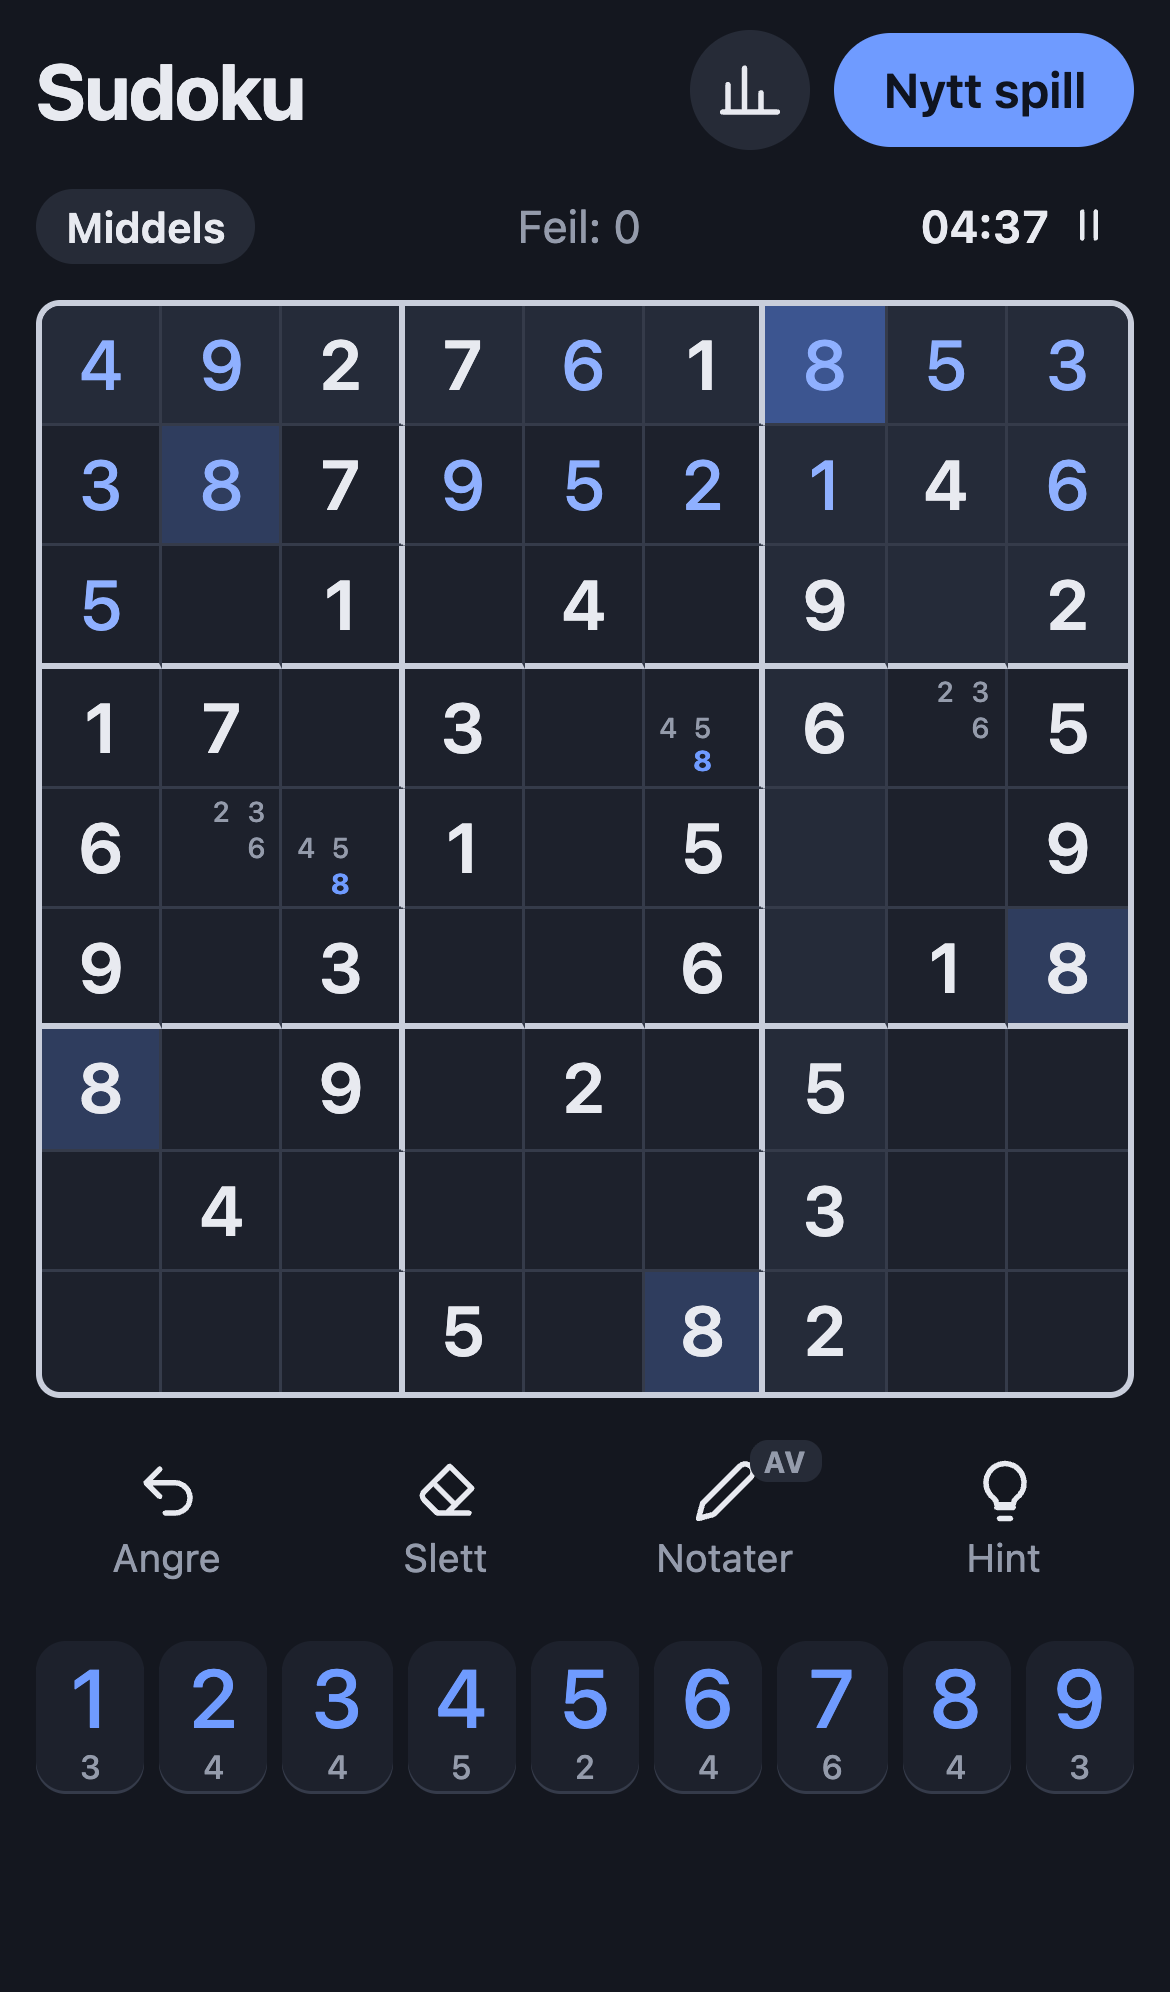 Sudoku Nytt spill
Middels Feil: 0 04:37
4 9 2 7 6 1 8 5 3
3 8 7 9 5 2 1 4 6
5 1 4 9 2
1 7 3 4 5 8 6 2 3 6 5
6 2 3 6 4 5 8 1 5 9
9 3 6 1 8
8 9 2 5
4 3
5 8 2
AV
Angre Slett Notater Hint
1 2 3 4 5 6 7 8 9
3 4 4 5 2 4 6 4 3